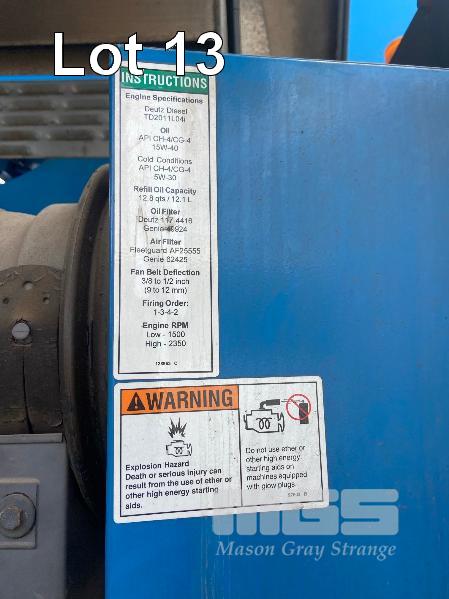 Lot 13
INSTRUCTIONS
Engine Specifications
Deutz Diesel
TD2011L04i
Oil
API CH-4/CG-4
15W-40
Cold Conditions
API CH-4/CG-4
5W-30
Refill Oil Capacity
12.8 qts / 12.1 L
Oil Filter
Deutz 117 4416
Genie
Air Filter
Fleetguard AF25555
Genie 62425
Fan Belt Deflection
3/8 to 1/2 inch
(9 to 12 mm)
Firing Order:
1-3-4-2
Engine RPM
Low - 1500
High - 2350
WARNING
Explosion Hazard
Death or serious injury can
result from the use of ether or
other high energy starting
aids.
Do not use ether or
other high energy
starting aids on
machines equipped
with glow plugs.
MGS
Mason Gray Strange